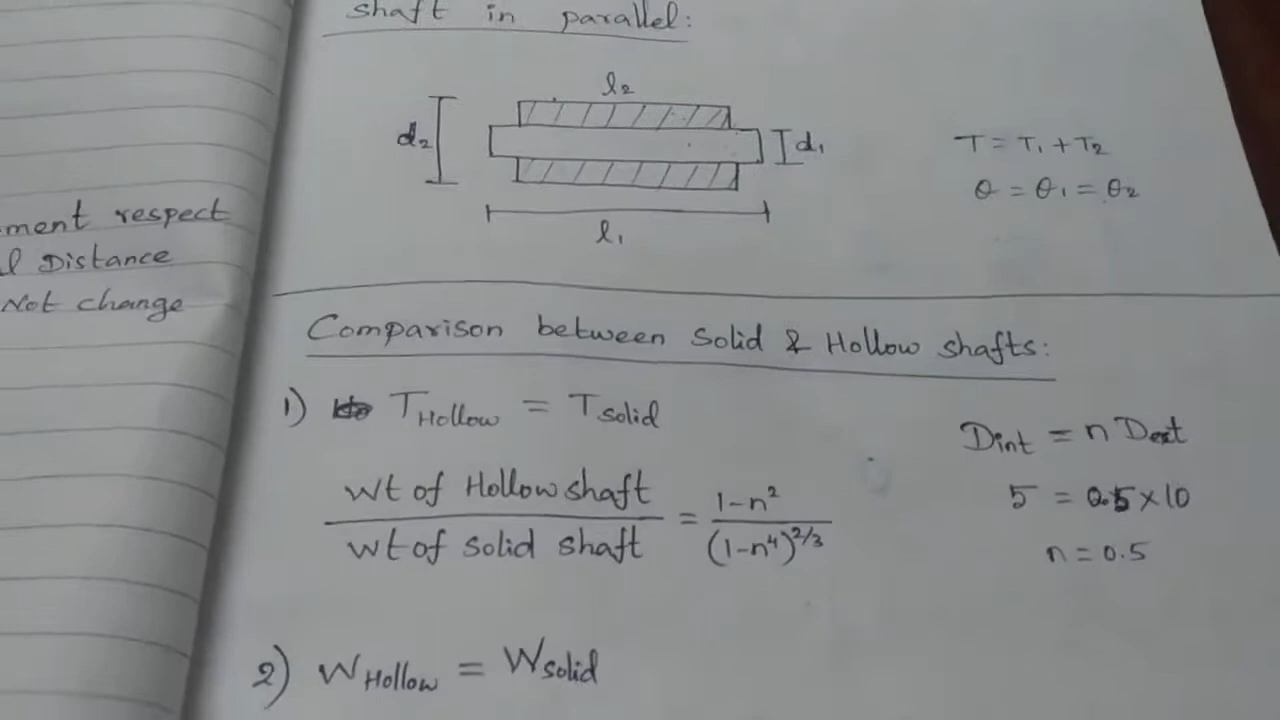 shaft in parallel:
l₂
d₂
d₁
l₁
T = T₁ + T₂
θ = θ₁ = θ₂
ment respect
Distance
Not change
Comparison between Solid & Hollow shafts:
1) T Hollow = T solid
Wt of Hollow shaft / Wt of Solid shaft = 1-n² / (1-n⁴)^2/3
Dint = n Dext
5 = 0.5 × 10
n = 0.5
2) W Hollow = W solid